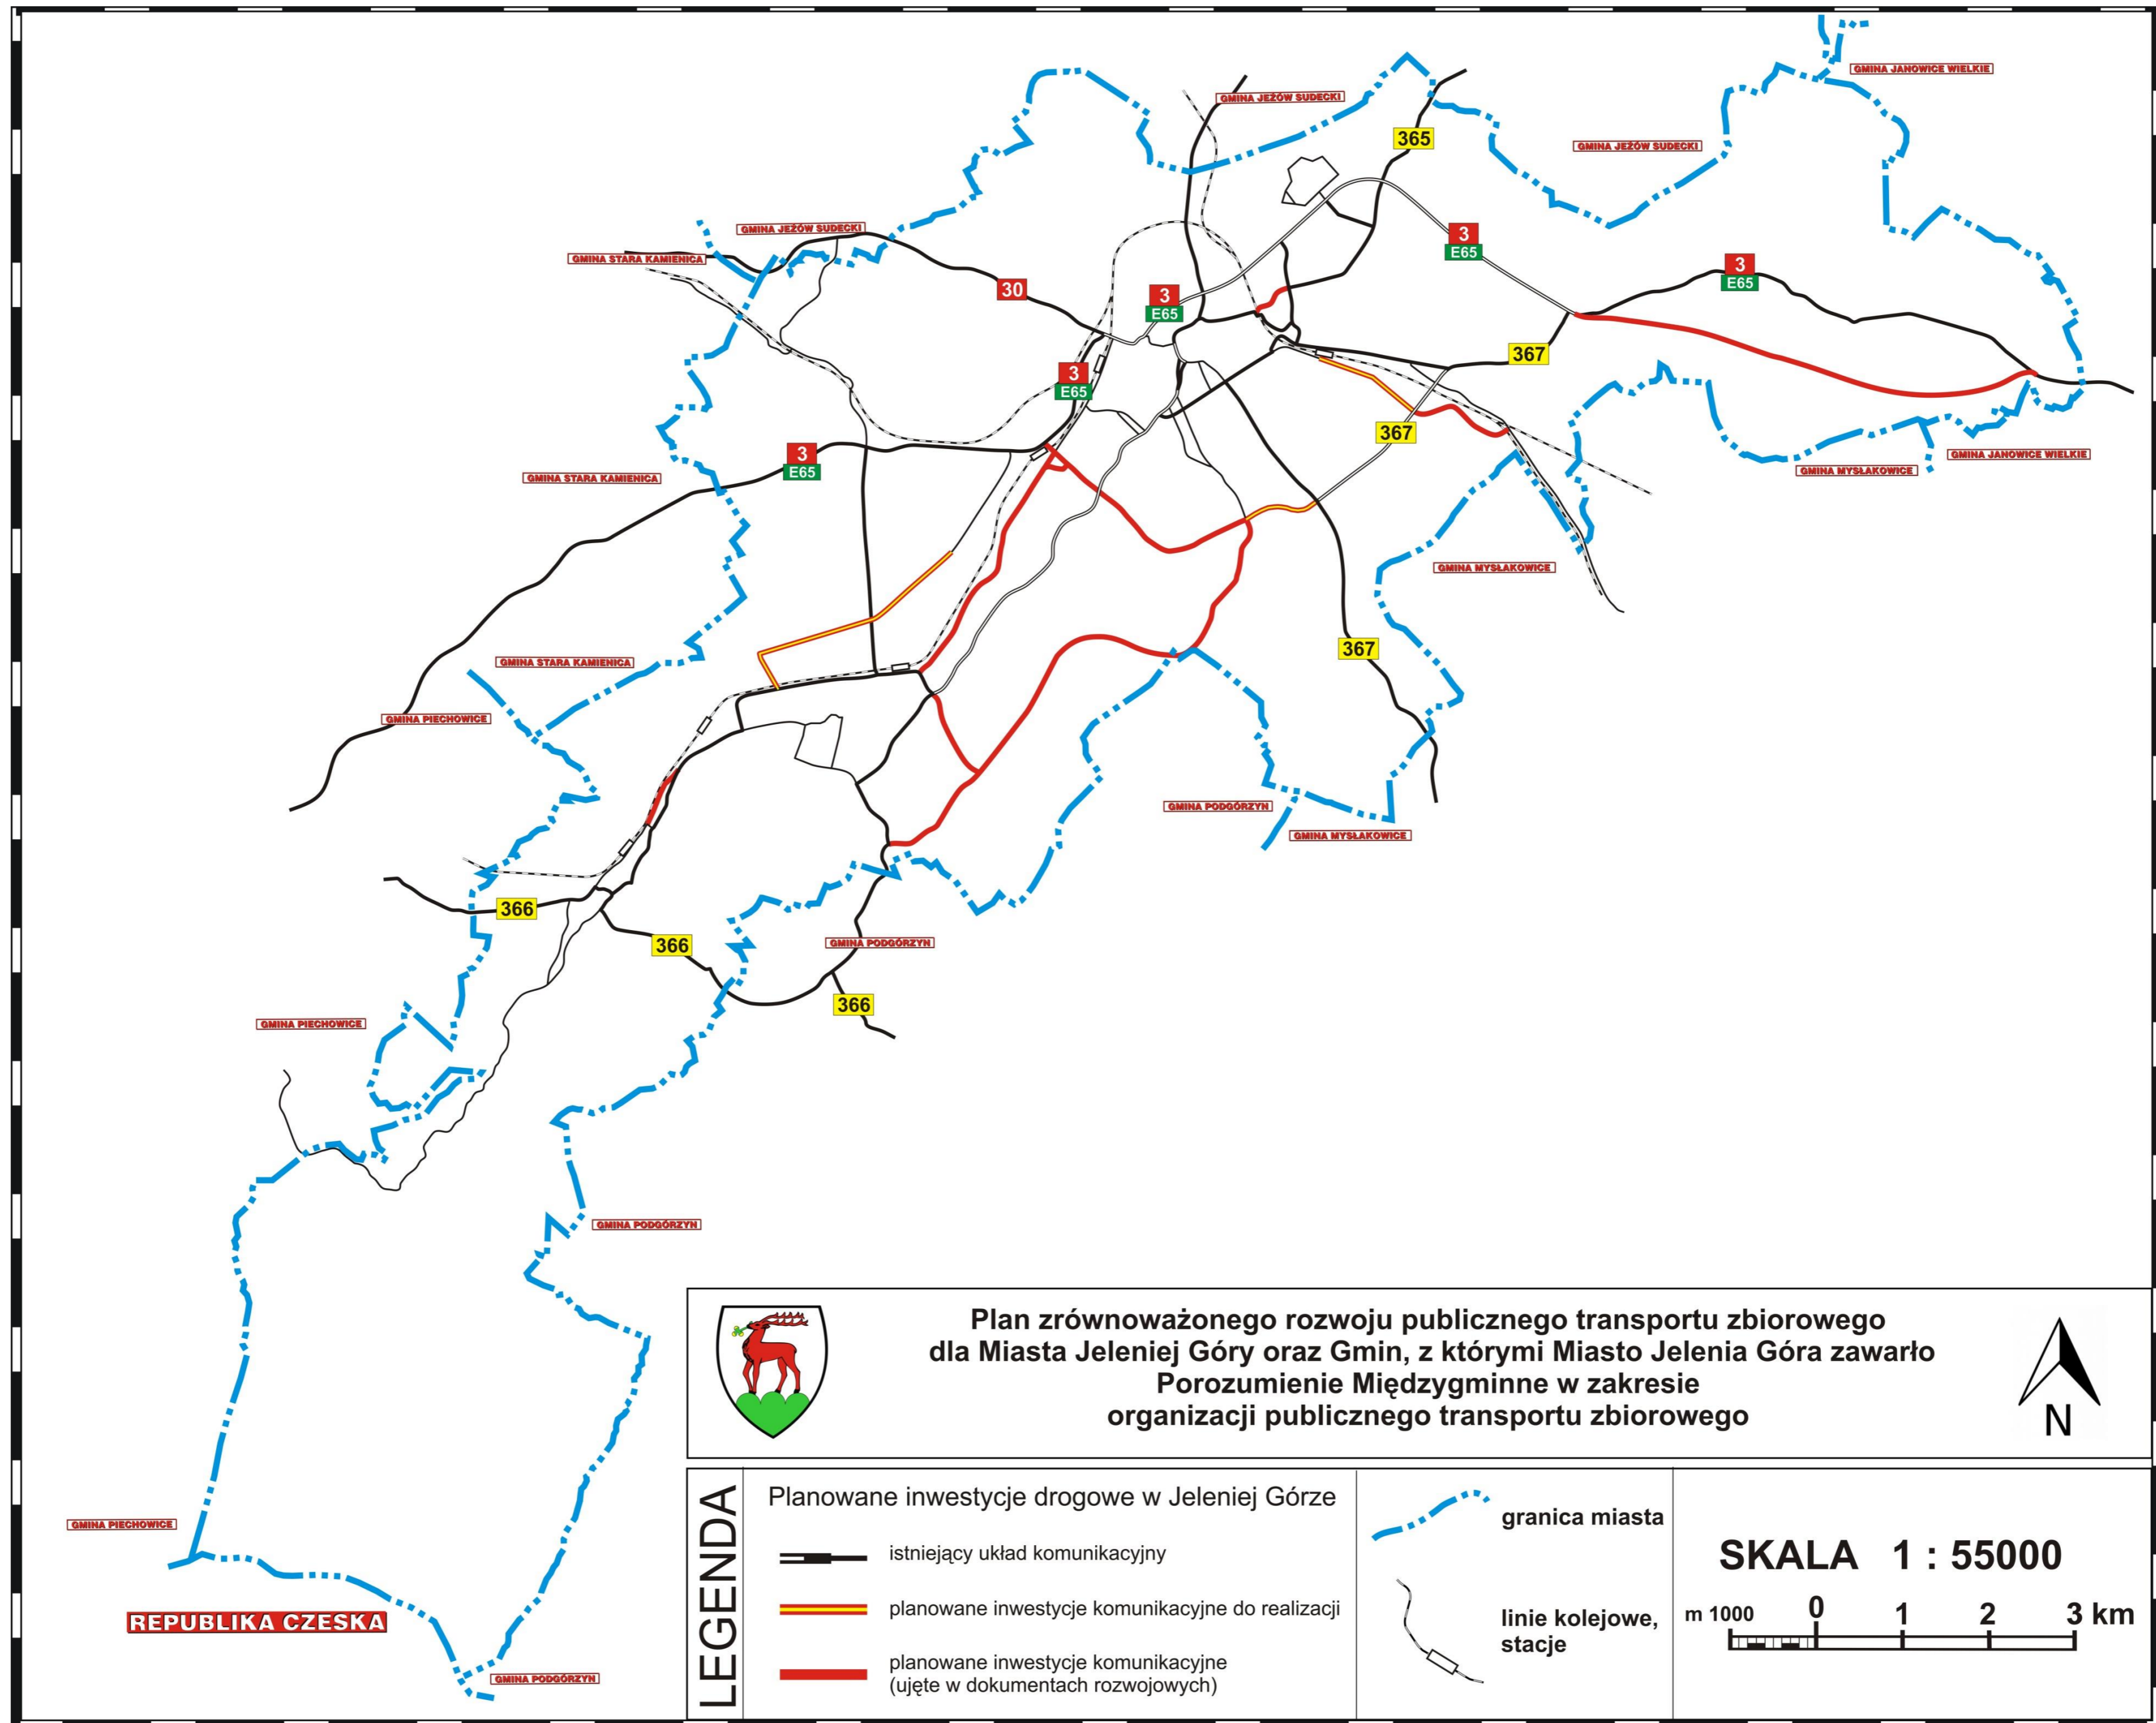 GMINA JANOWICE WIELKIE
GMINA JEŻÓW SUDECKI
365
GMINA JEŻÓW SUDECKI
GMINA JEŻÓW SUDECKI
3
E65
GMINA STARA KAMIENICA
3
E65
30
3
E65
367
3
E65
367
3
E65
GMINA JANOWICE WIELKIE
GMINA MYSŁAKOWICE
GMINA STARA KAMIENICA
GMINA MYSŁAKOWICE
367
GMINA STARA KAMIENICA
GMINA PIECHOWICE
GMINA PODGÓRZYN
GMINA MYSŁAKOWICE
366
366
GMINA PODGÓRZYN
366
GMINA PIECHOWICE
GMINA PODGÓRZYN
GMINA PIECHOWICE
REPUBLIKA CZESKA
GMINA PODGÓRZYN
Plan zrównoważonego rozwoju publicznego transportu zbiorowego
dla Miasta Jeleniej Góry oraz Gmin, z którymi Miasto Jelenia Góra zawarło
Porozumienie Międzygminne w zakresie
organizacji publicznego transportu zbiorowego
N
LEGENDA
Planowane inwestycje drogowe w Jeleniej Górze
istniejący układ komunikacyjny
planowane inwestycje komunikacyjne do realizacji
planowane inwestycje komunikacyjne
(ujęte w dokumentach rozwojowych)
granica miasta
linie kolejowe,
stacje
SKALA 1 : 55000
m 1000 0 1 2 3 km